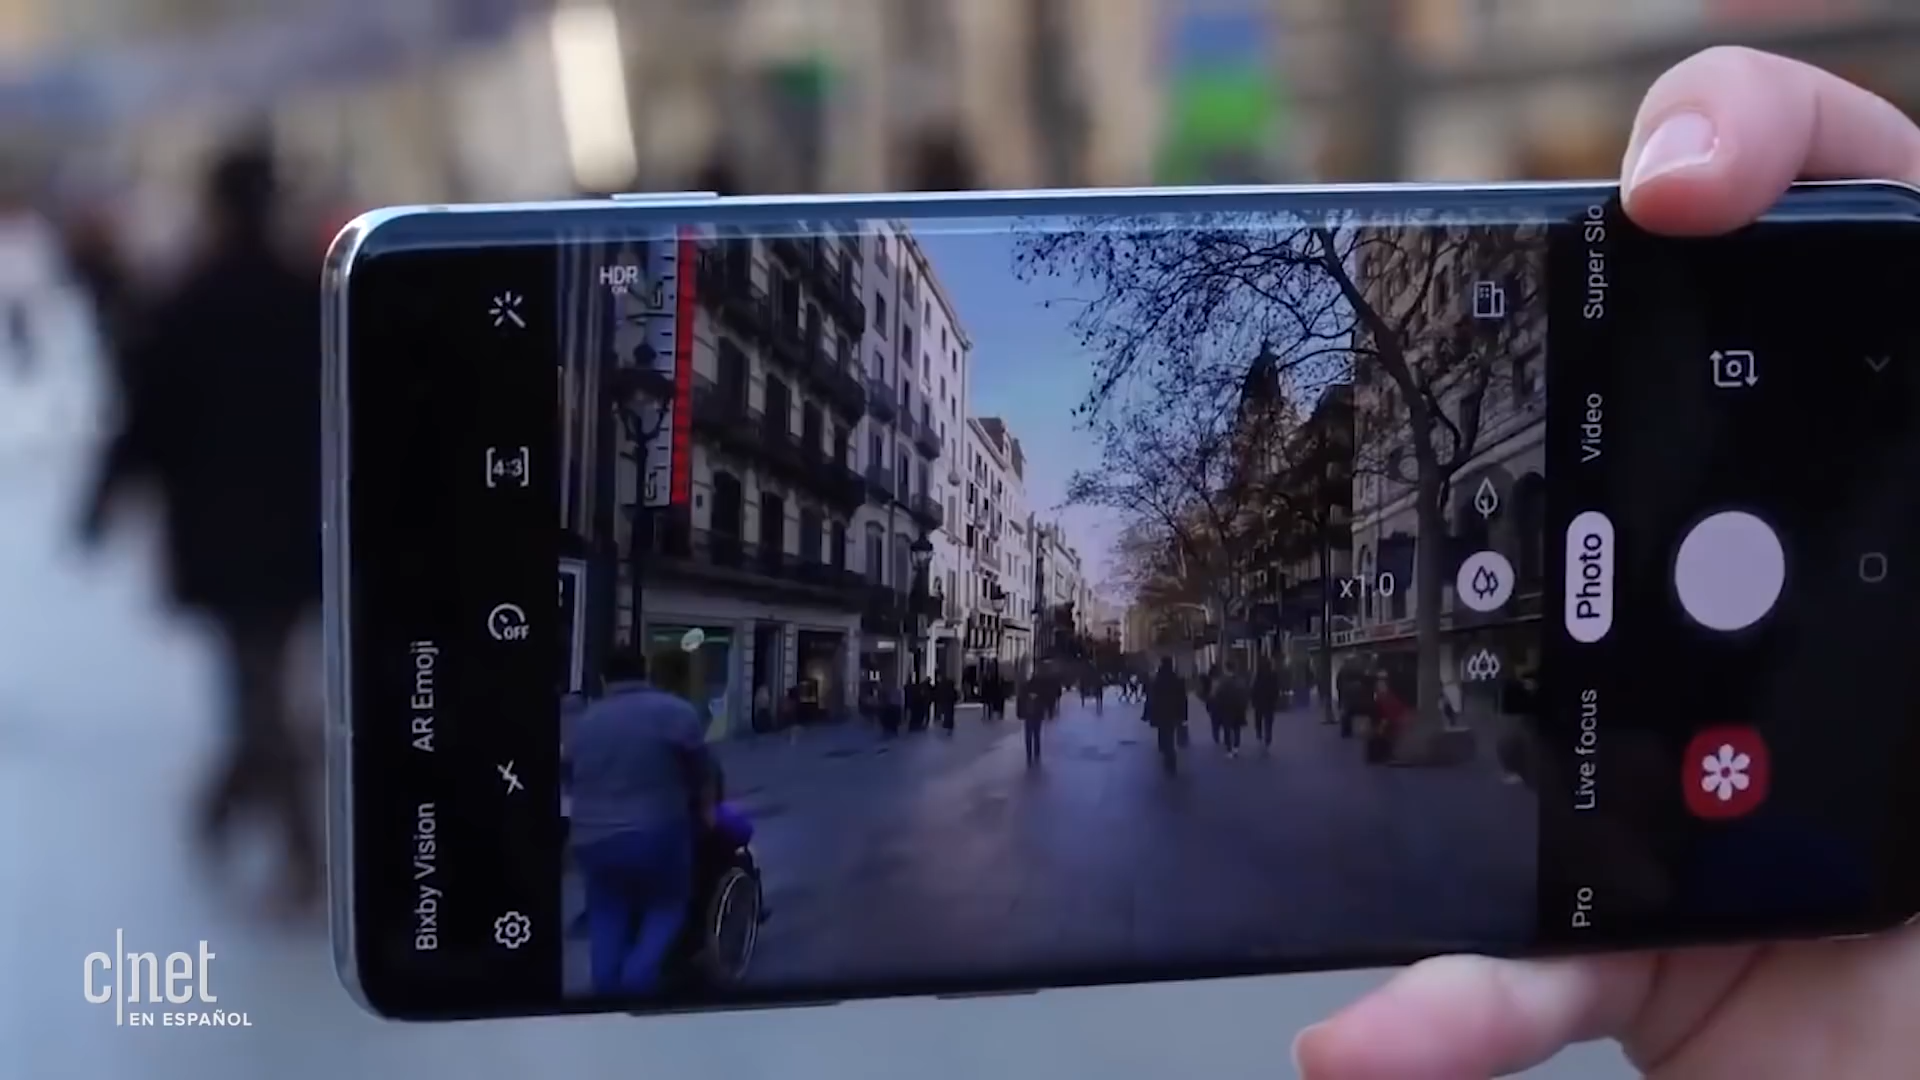 HDR
ON
4:3
OFF
AR Emoji
Bixby Vision
x1.0
Super Slo
Video
Photo
Live focus
Pro
c|net
EN ESPAÑOL